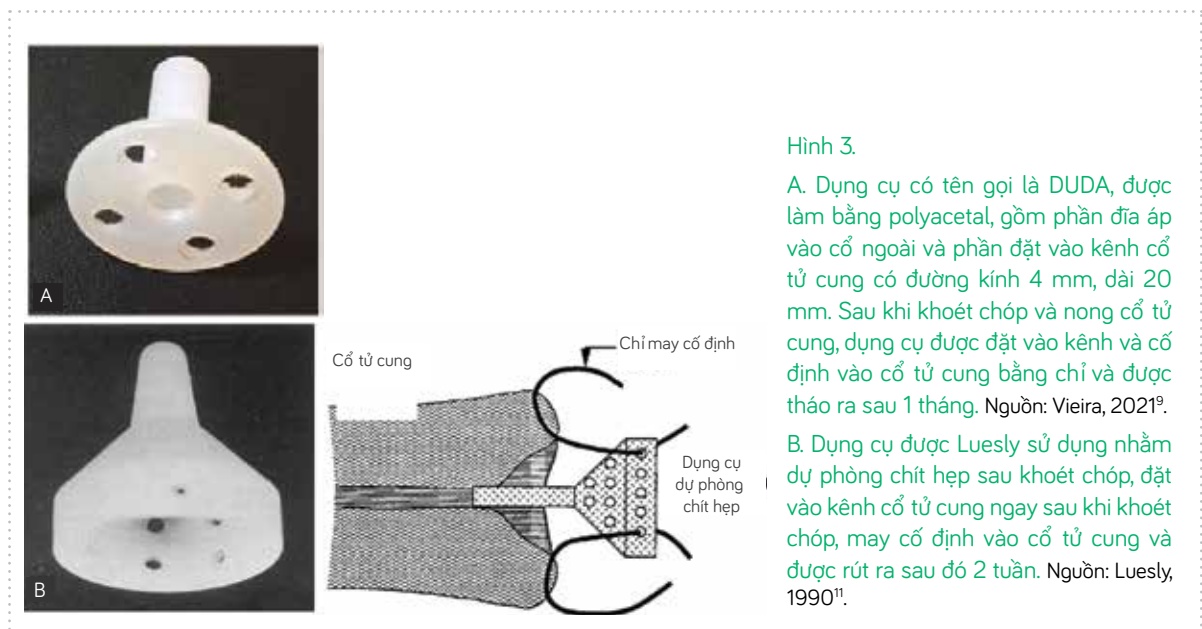 A
B
Cổ tử cung
Chỉ may cố định
Dụng cụ
dự phòng
chít hẹp
Hình 3.
A. Dụng cụ có tên gọi là DUDA, được
làm bằng polyacetal, gồm phần đĩa áp
vào cổ ngoài và phần đặt vào kênh cổ
tử cung có đường kính 4 mm, dài 20
mm. Sau khi khoét chóp và nong cổ tử
cung, dụng cụ được đặt vào kênh và cố
định vào cổ tử cung bằng chỉ và được
tháo ra sau 1 tháng. Nguồn: Vieira, 2021⁹.
B. Dụng cụ được Luesly sử dụng nhằm
dự phòng chít hẹp sau khoét chóp, đặt
vào kênh cổ tử cung ngay sau khi khoét
chóp, may cố định vào cổ tử cung và
được rút ra sau đó 2 tuần. Nguồn: Luesly,
1990¹¹.